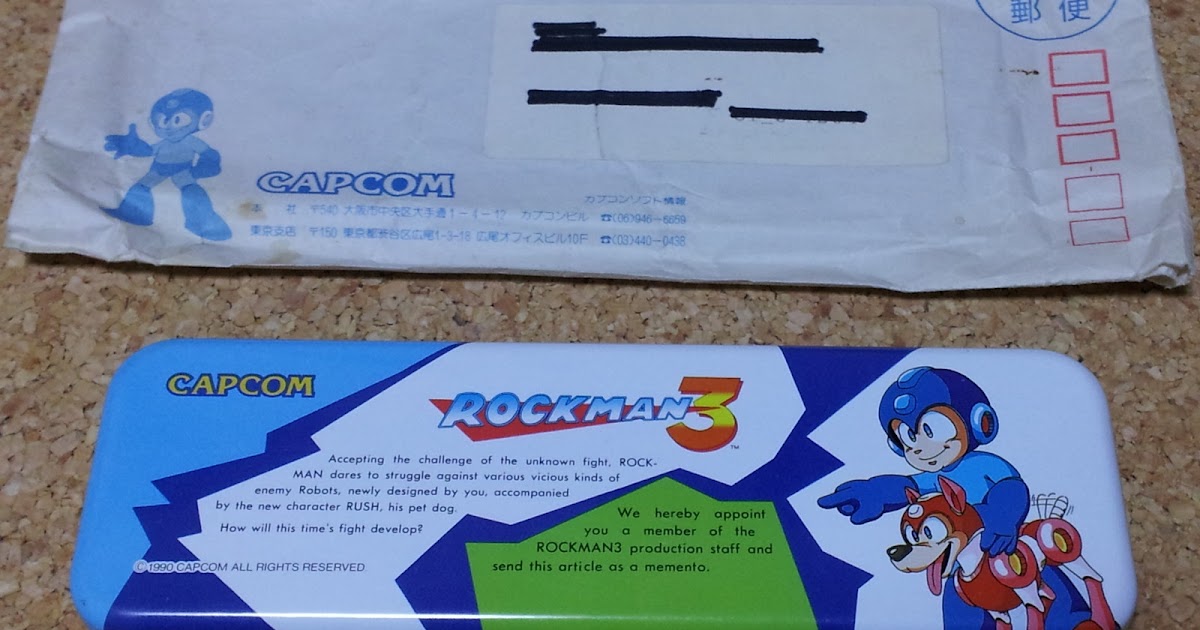 郵便
CAPCOM
カプコンソフト情報
本　社　〒540 大阪市中央区大手通1-4-12　カプコンビル　☎(06)946-6659
東京支店　〒150 東京都渋谷区広尾1-3-18 広尾オフィスビル10F　☎(03)440-0438
CAPCOM
ROCKMAN 3™
Accepting the challenge of the unknown fight, ROCK-
MAN dares to struggle against various vicious kinds of
enemy Robots, newly designed by you, accompanied
by the new character RUSH, his pet dog.
How will this time's fight develop?
We hereby appoint
you a member of the
ROCKMAN3 production staff and
send this article as a memento.
©1990 CAPCOM ALL RIGHTS RESERVED.